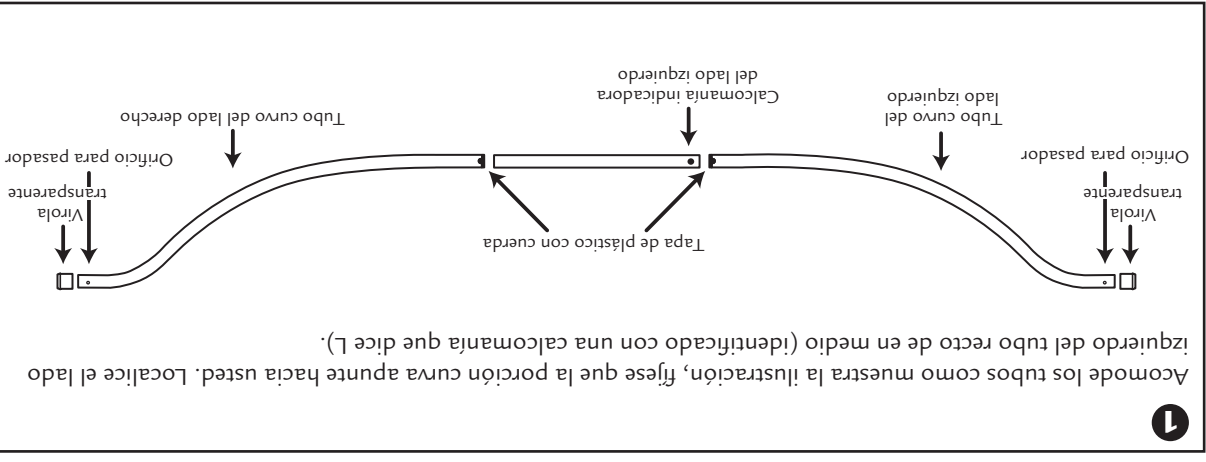 1
Acomode los tubos como muestra la ilustración, fíjese que la porción curva apunte hacia usted. Localice el lado
izquierdo del tubo recto de en medio (identificado con una calcomanía que dice L).
Virola
transparente
Orificio para pasador
Tubo curvo del
lado izquierdo
Tapa de plástico con cuerda
Calcomanía indicadora
del lado izquierdo
Tubo curvo del lado derecho
Orificio para pasador
Virola
transparente